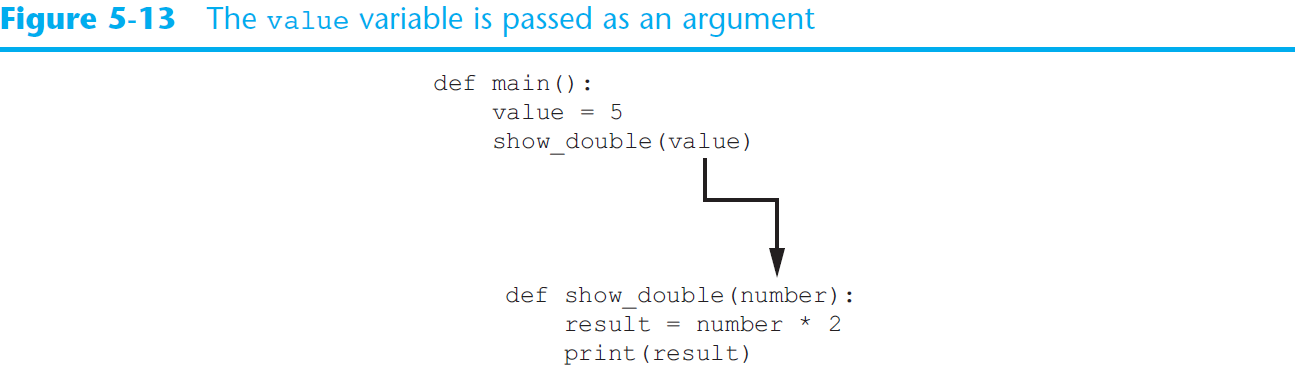 Figure 5-13 The value variable is passed as an argument
def main():
    value = 5
    show_double(value)
def show_double(number):
    result = number * 2
    print(result)